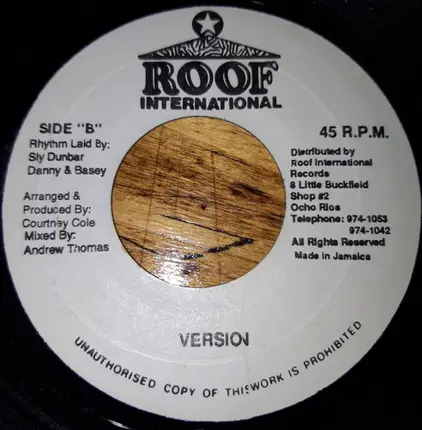 ROOF
INTERNATIONAL
SIDE "B"
Rhythm Laid By:
Sly Dunbar
Danny & Basey
Arranged &
Produced By:
Courtney Cole
Mixed By:
Andrew Thomas
45 R.P.M.
Distributed by
Roof International
Records
8 Little Buckfield
Shop #2
Ocho Rios
Telephone: 974-1053
974-1042
All Rights Reserved
Made in Jamaica
VERSION
UNAUTHORISED COPY OF THIS WORK IS PROHIBITED